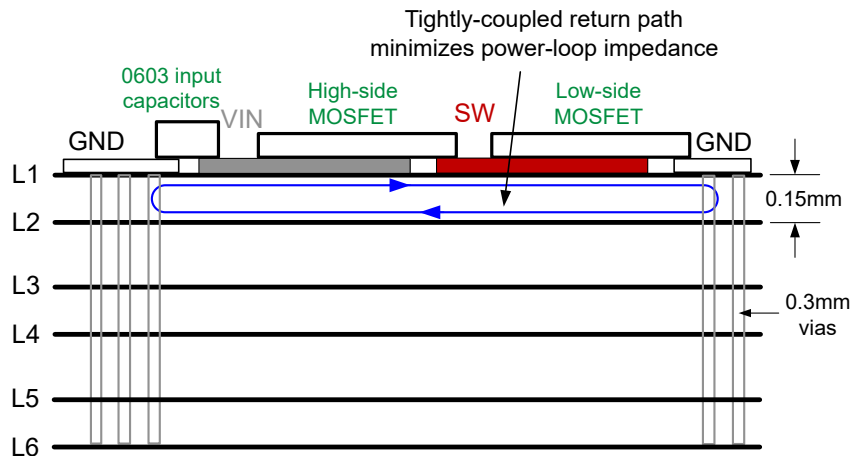 Tightly-coupled return path
minimizes power-loop impedance
0603 input
capacitors
VIN
High-side
MOSFET
SW
Low-side
MOSFET
GND
GND
L1
0.15mm
L2
L3
0.3mm
vias
L4
L5
L6